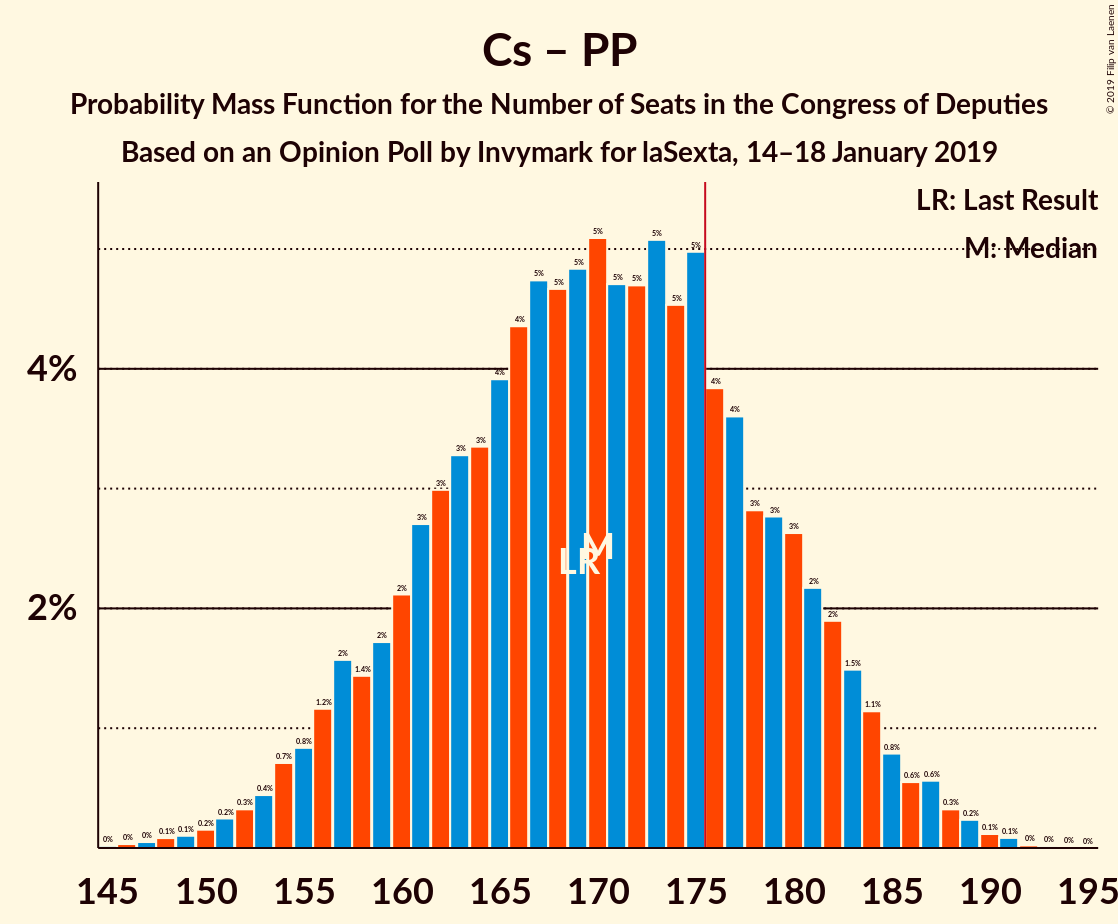 Cs – PP
Probability Mass Function for the Number of Seats in the Congress of Deputies
Based on an Opinion Poll by Invymark for laSexta, 14–18 January 2019
© 2019 Filip van Laenen
LR: Last Result
M: Median
4%
2%
0% 0% 0% 0.1% 0.1% 0.2% 0.2% 0.3% 0.4% 0.7% 0.8% 1.2% 2% 1.4% 2% 2% 3% 3% 3% 3% 4% 4% 5% 5% 5% 5% 5% 5% 5% 5% 5% 4% 4% 3% 3% 3% 2% 2% 1.5% 1.1% 0.8% 0.6% 0.6% 0.3% 0.2% 0.1% 0.1% 0% 0% 0% 0%
M
LR
145 150 155 160 165 170 175 180 185 190 195